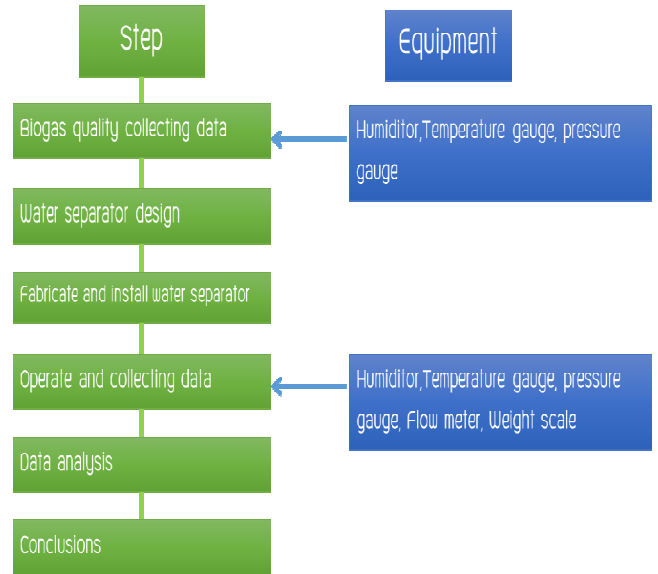 Step
Equipment
Biogas quality collecting data
Humiditor,Temperature gauge, pressure
gauge
Water separator design
Fabricate and install water separator
Operate and collecting data
Humiditor,Temperature gauge, pressure
gauge, Flow meter, Weight scale
Data analysis
Conclusions